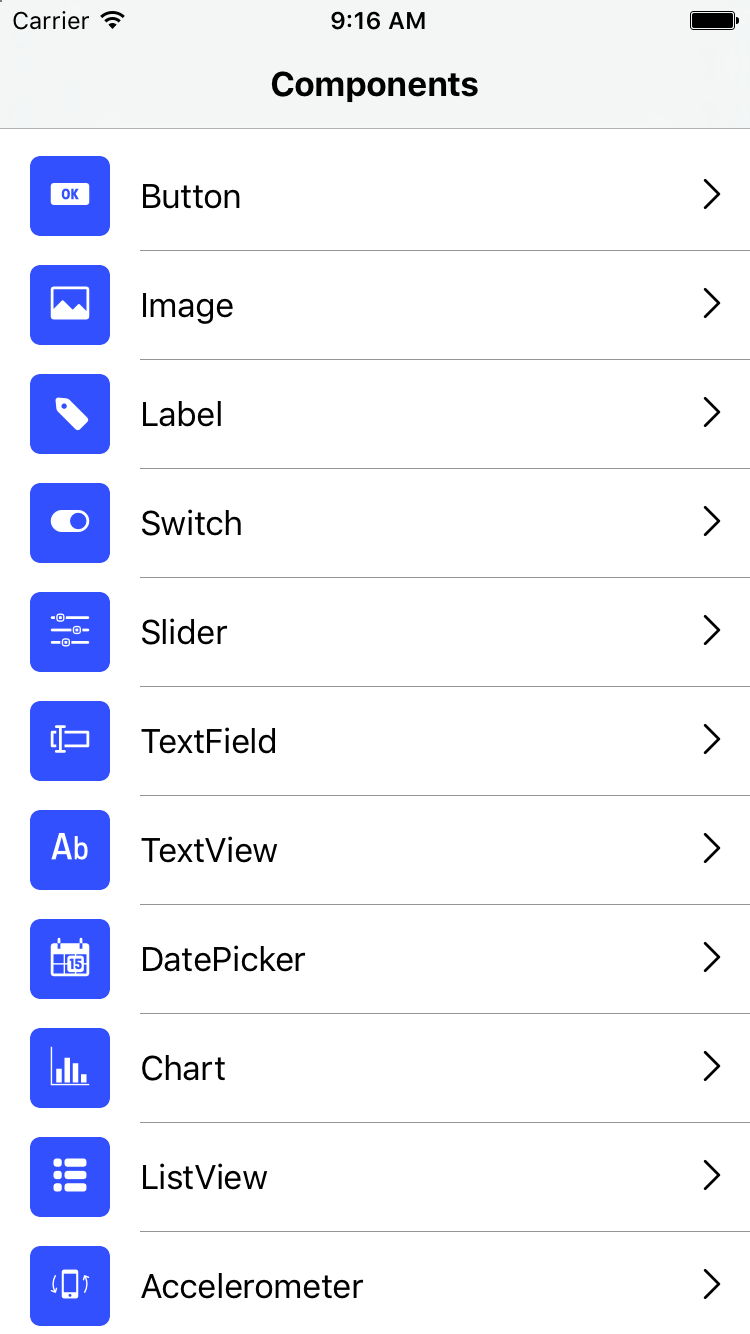 Carrier 9:16 AM
Components
OK Button
Image
Label
Switch
Slider
TextField
Ab TextView
15 DatePicker
Chart
ListView
Accelerometer